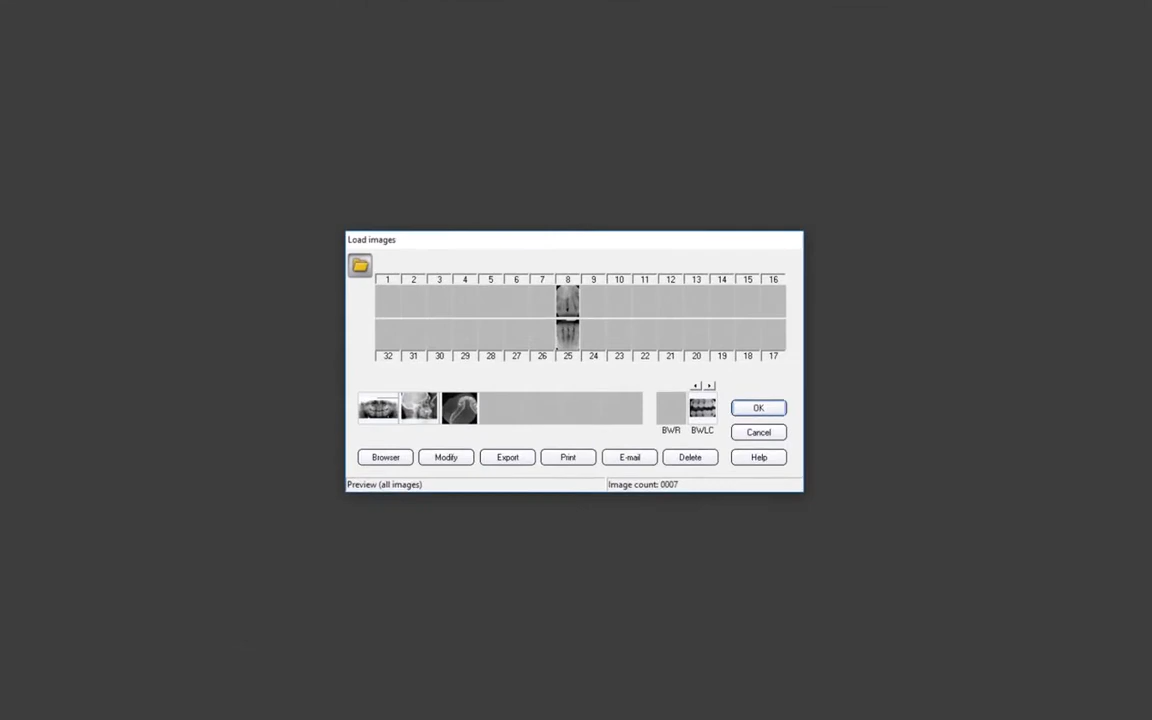 Load images
1 2 3 4 5 6 7 8 9 10 11 12 13 14 15 16
32 31 30 29 28 27 26 25 24 23 22 21 20 19 18 17
BWR BWLC
OK
Cancel
Browser Modify Export Print E-mail Delete Help
Preview (all images) Image count: 0007